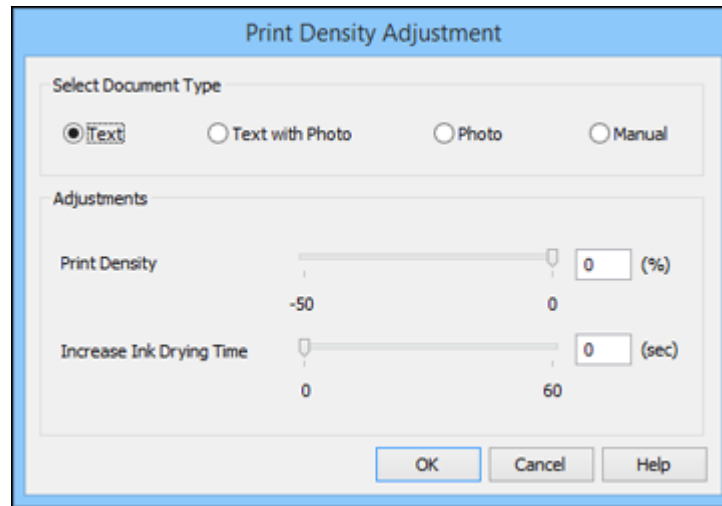 Print Density Adjustment
Select Document Type
Text Text with Photo Photo Manual
Adjustments
Print Density 0 (%)
-50 0
Increase Ink Drying Time 0 (sec)
0 60
OK Cancel Help